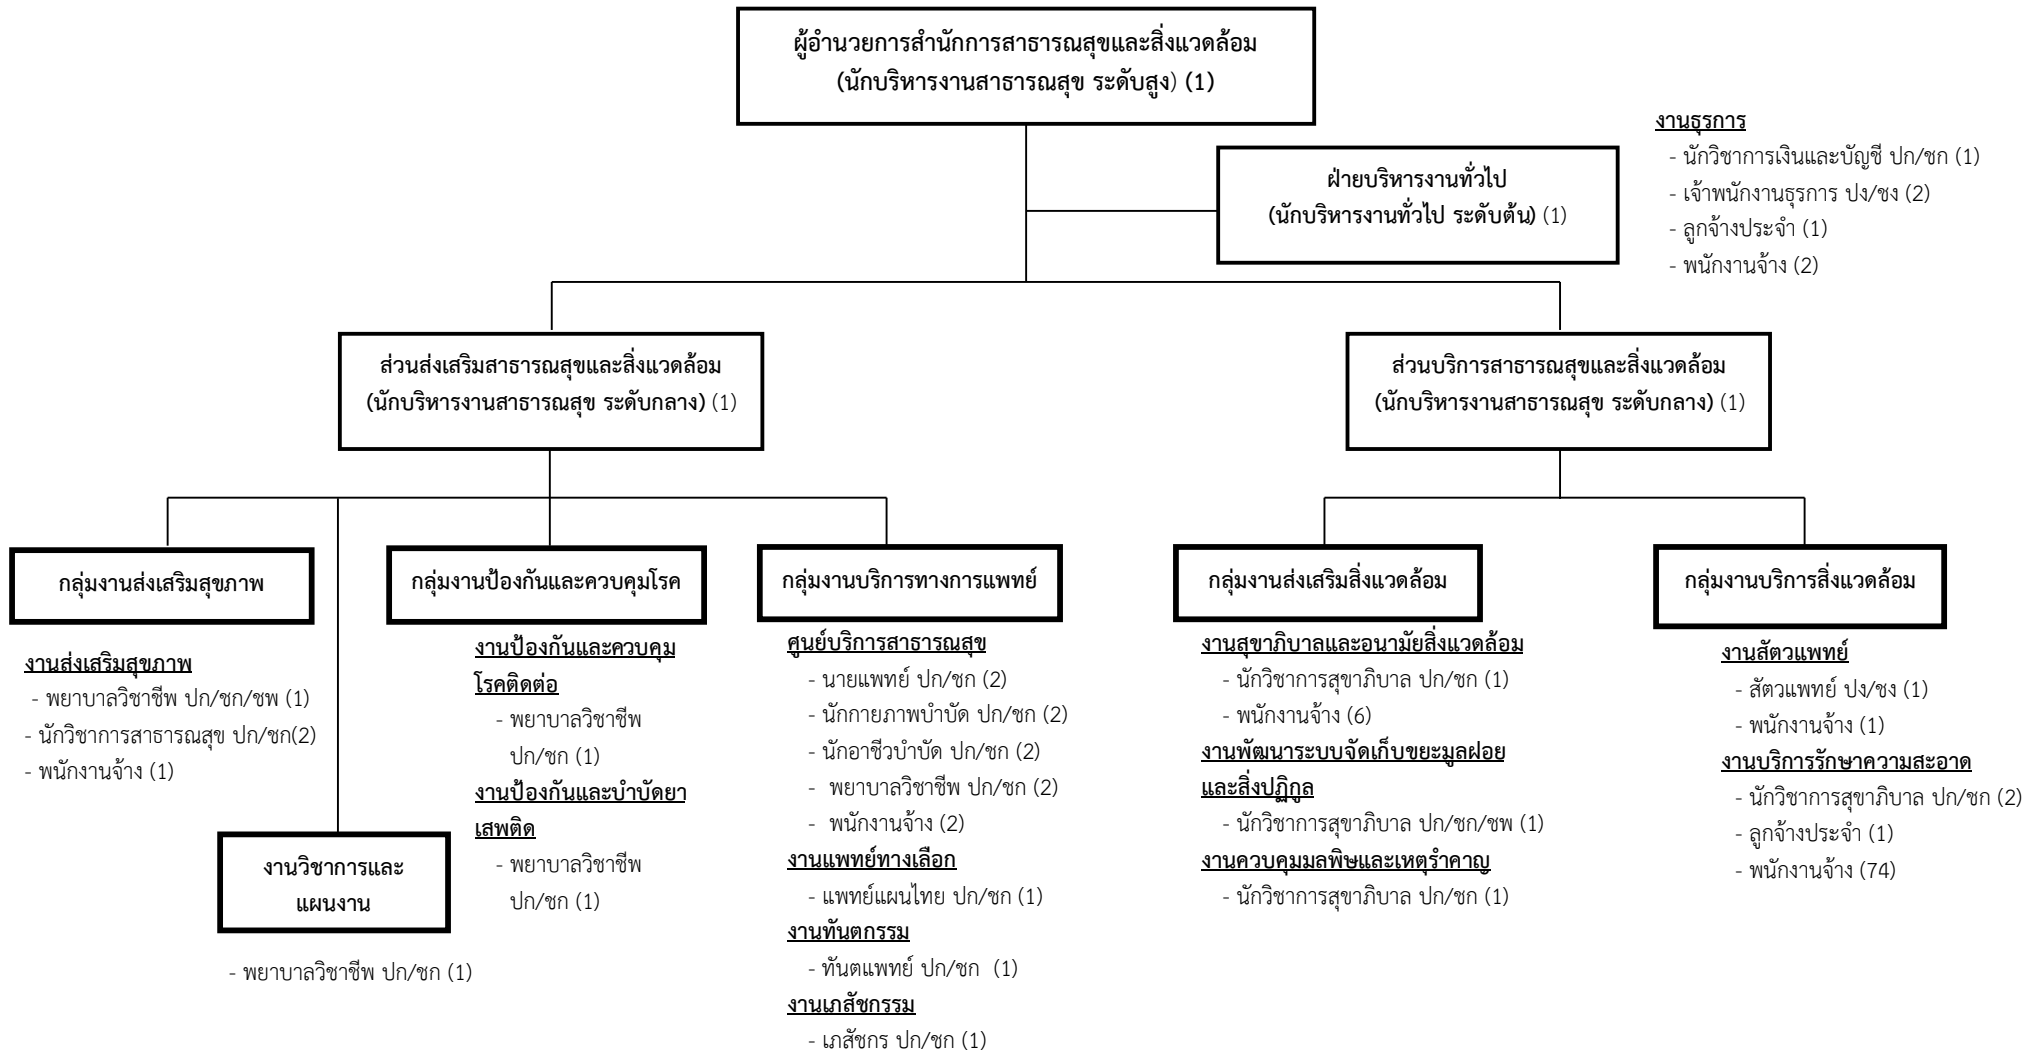 ผู้อำนวยการสำนักการสาธารณสุขและสิ่งแวดล้อม
(นักบริหารงานสาธารณสุข ระดับสูง) (1)
ฝ่ายบริหารงานทั่วไป
(นักบริหารงานทั่วไป ระดับต้น) (1)
งานธุรการ
- นักวิชาการเงินและบัญชี ปก/ชก (1)
- เจ้าพนักงานธุรการ ปง/ชง (2)
- ลูกจ้างประจำ (1)
- พนักงานจ้าง (2)
ส่วนส่งเสริมสาธารณสุขและสิ่งแวดล้อม
(นักบริหารงานสาธารณสุข ระดับกลาง) (1)
ส่วนบริการสาธารณสุขและสิ่งแวดล้อม
(นักบริหารงานสาธารณสุข ระดับกลาง) (1)
กลุ่มงานส่งเสริมสุขภาพ
งานส่งเสริมสุขภาพ
- พยาบาลวิชาชีพ ปก/ชก/ชพ (1)
- นักวิชาการสาธารณสุข ปก/ชก(2)
- พนักงานจ้าง (1)
งานวิชาการและ
แผนงาน
- พยาบาลวิชาชีพ ปก/ชก (1)
กลุ่มงานป้องกันและควบคุมโรค
งานป้องกันและควบคุม
โรคติดต่อ
- พยาบาลวิชาชีพ
ปก/ชก (1)
งานป้องกันและบำบัดยา
เสพติด
- พยาบาลวิชาชีพ
ปก/ชก (1)
กลุ่มงานบริการทางการแพทย์
ศูนย์บริการสาธารณสุข
- นายแพทย์ ปก/ชก (2)
- นักกายภาพบำบัด ปก/ชก (2)
- นักอาชีวบำบัด ปก/ชก (2)
- พยาบาลวิชาชีพ ปก/ชก (2)
- พนักงานจ้าง (2)
งานแพทย์ทางเลือก
- แพทย์แผนไทย ปก/ชก (1)
งานทันตกรรม
- ทันตแพทย์ ปก/ชก (1)
งานเภสัชกรรม
- เภสัชกร ปก/ชก (1)
กลุ่มงานส่งเสริมสิ่งแวดล้อม
งานสุขาภิบาลและอนามัยสิ่งแวดล้อม
- นักวิชาการสุขาภิบาล ปก/ชก (1)
- พนักงานจ้าง (6)
งานพัฒนาระบบจัดเก็บขยะมูลฝอย
และสิ่งปฏิกูล
- นักวิชาการสุขาภิบาล ปก/ชก/ชพ (1)
งานควบคุมมลพิษและเหตุรำคาญ
- นักวิชาการสุขาภิบาล ปก/ชก (1)
กลุ่มงานบริการสิ่งแวดล้อม
งานสัตวแพทย์
- สัตวแพทย์ ปง/ชง (1)
- พนักงานจ้าง (1)
งานบริการรักษาความสะอาด
- นักวิชาการสุขาภิบาล ปก/ชก (2)
- ลูกจ้างประจำ (1)
- พนักงานจ้าง (74)